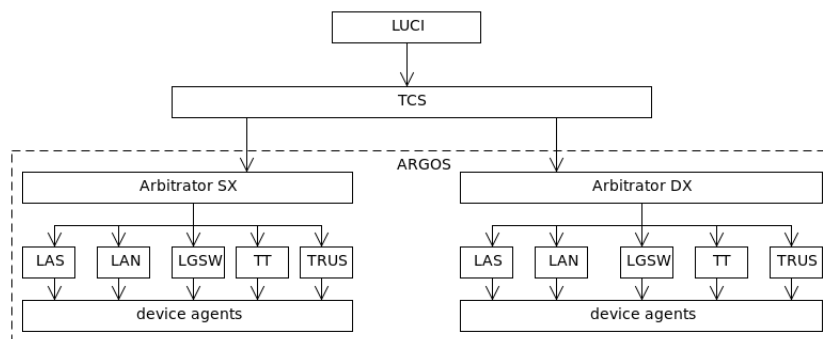 LUCI
TCS
ARGOS
Arbitrator SX
Arbitrator DX
LAS LAN LGSW TT TRUS
LAS LAN LGSW TT TRUS
device agents
device agents